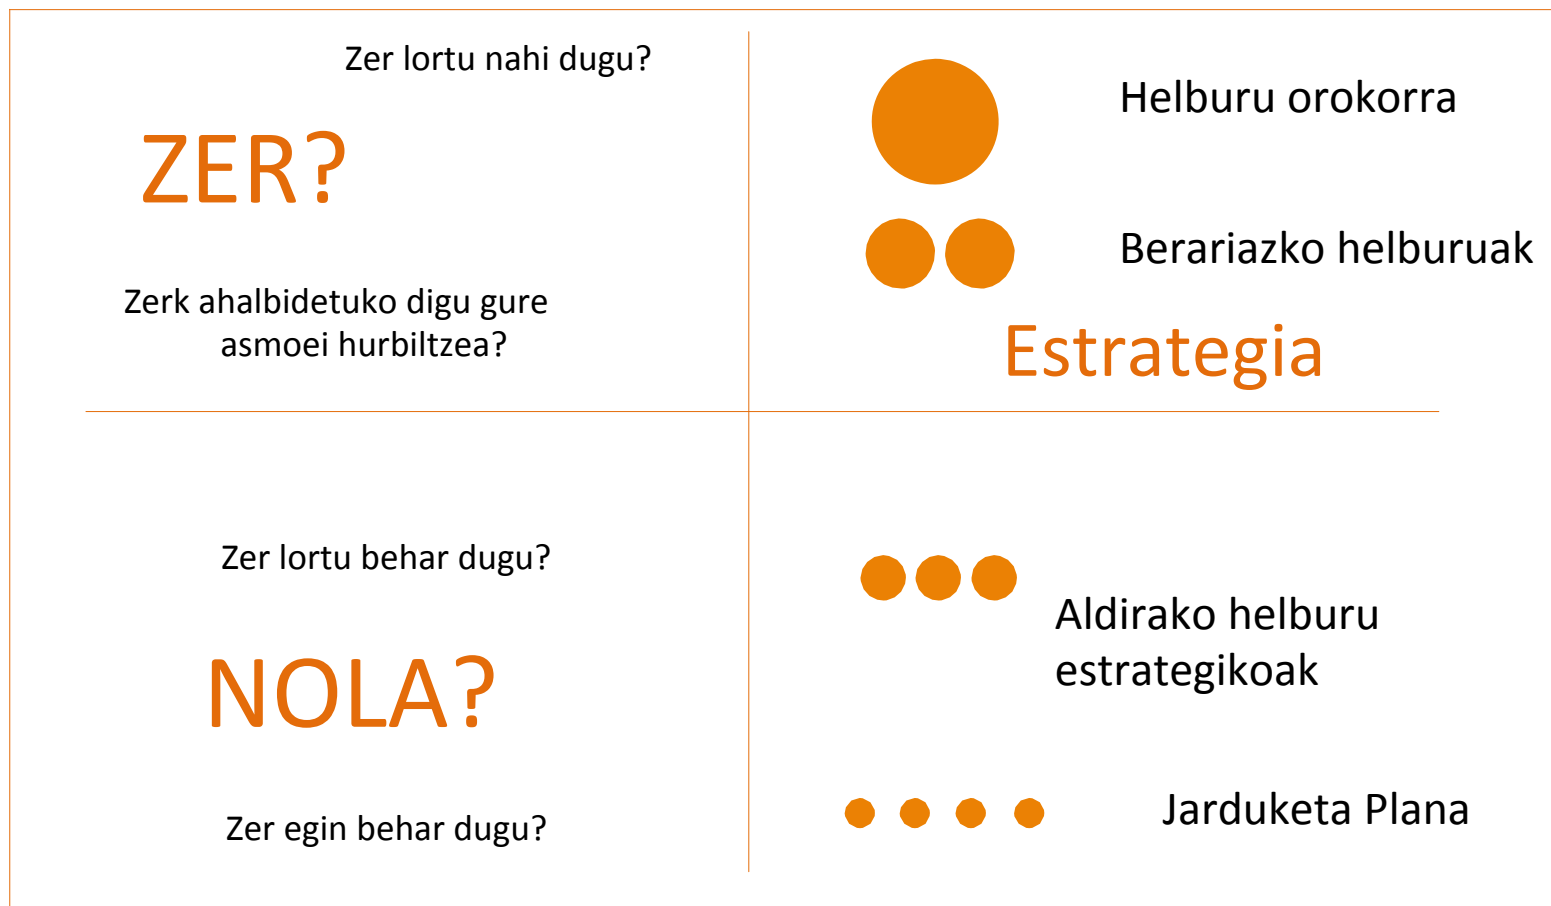 Zer lortu nahi dugu?
ZER?
Zerk ahalbidetuko digu gure
asmoei hurbiltzea?
Helburu orokorra
Berariazko helburuak
Estrategia
Zer lortu behar dugu?
NOLA?
Zer egin behar dugu?
Aldirako helburu
estrategikoak
Jarduketa Plana